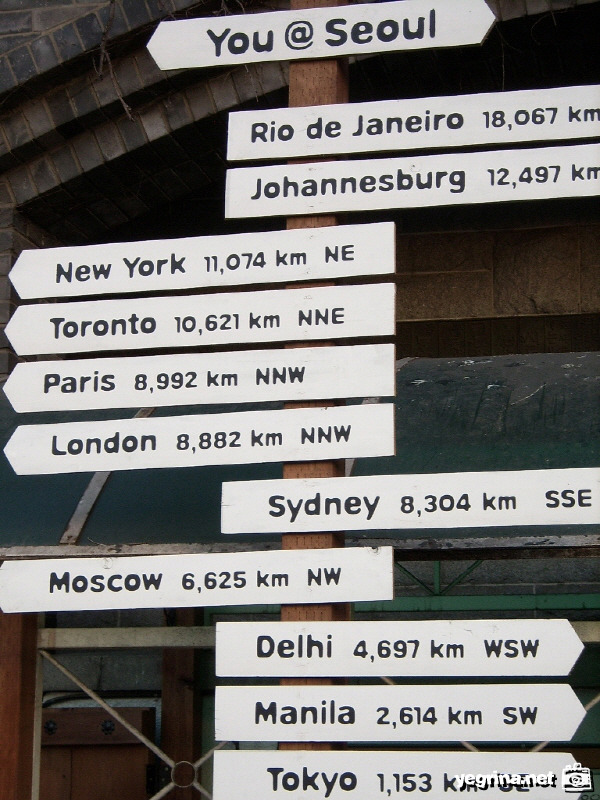 You @ Seoul
Rio de Janeiro 18,067 km
Johannesburg 12,497 km
New York 11,074 km NE
Toronto 10,621 km NNE
Paris 8,992 km NNW
London 8,882 km NNW
Sydney 8,304 km SSE
Moscow 6,625 km NW
Delhi 4,697 km WSW
Manila 2,614 km SW
Tokyo 1,153 km
vegrina.net